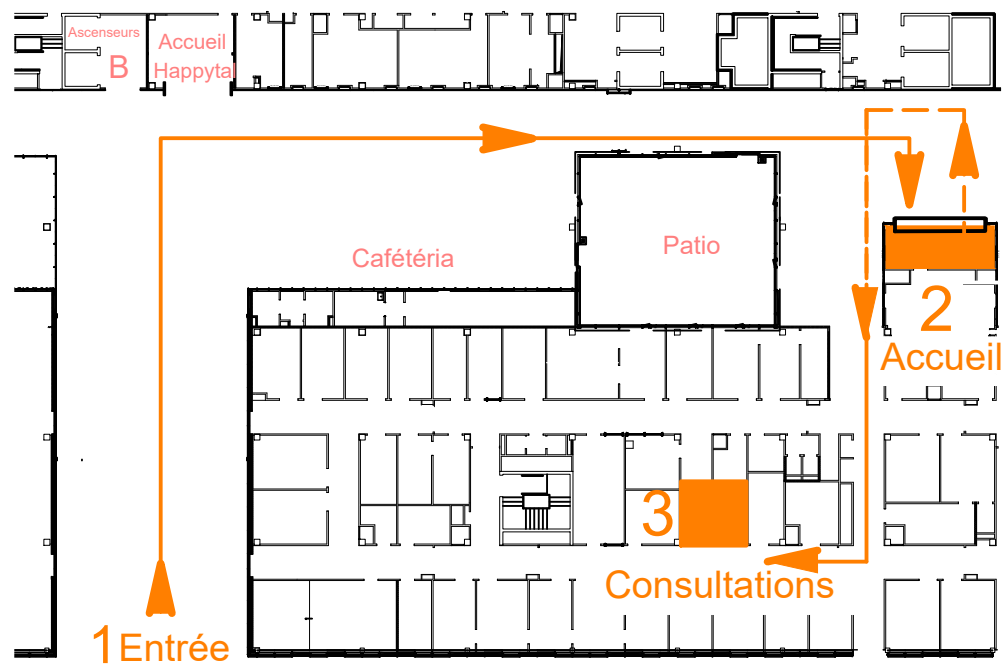 Ascenseurs
B
Accueil
Happytal
Cafétéria
Patio
2
Accueil
3
Consultations
1 Entrée